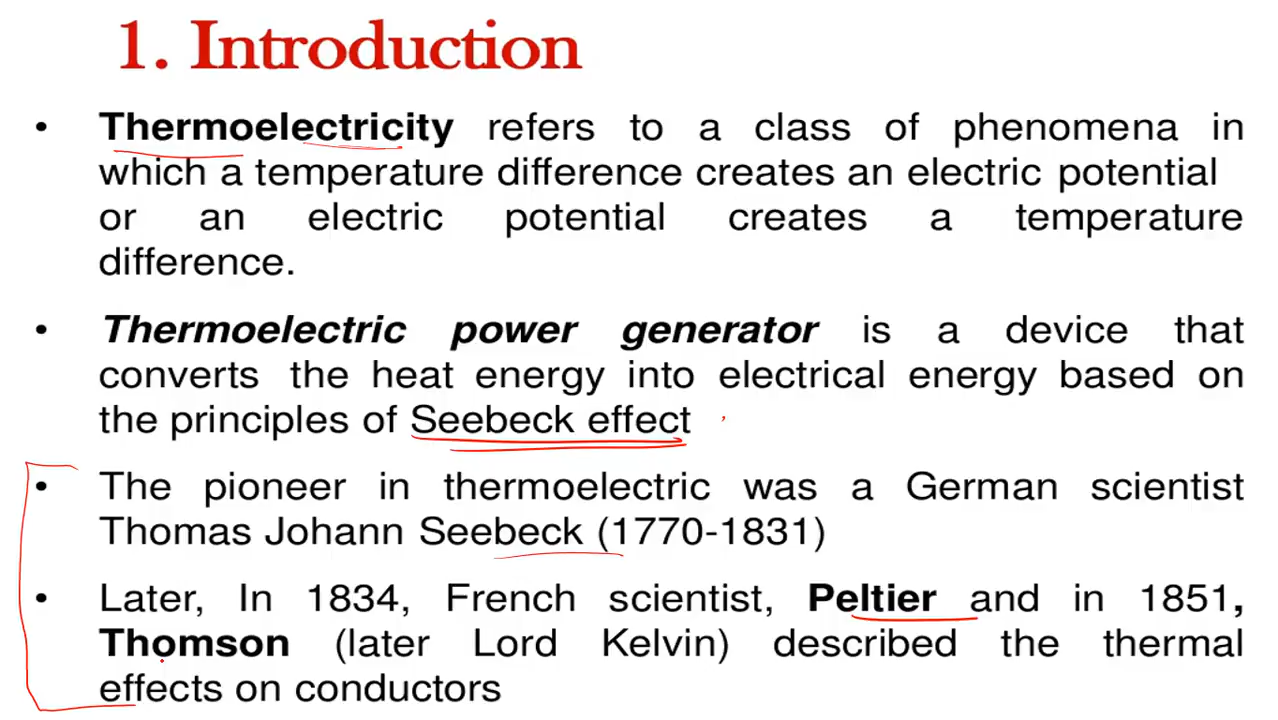 1. Introduction
• Thermoelectricity refers to a class of phenomena in
which a temperature difference creates an electric potential
or an electric potential creates a temperature
difference.
• Thermoelectric power generator is a device that
converts the heat energy into electrical energy based on
the principles of Seebeck effect
• The pioneer in thermoelectric was a German scientist
Thomas Johann Seebeck (1770-1831)
• Later, In 1834, French scientist, Peltier and in 1851,
Thomson (later Lord Kelvin) described the thermal
effects on conductors